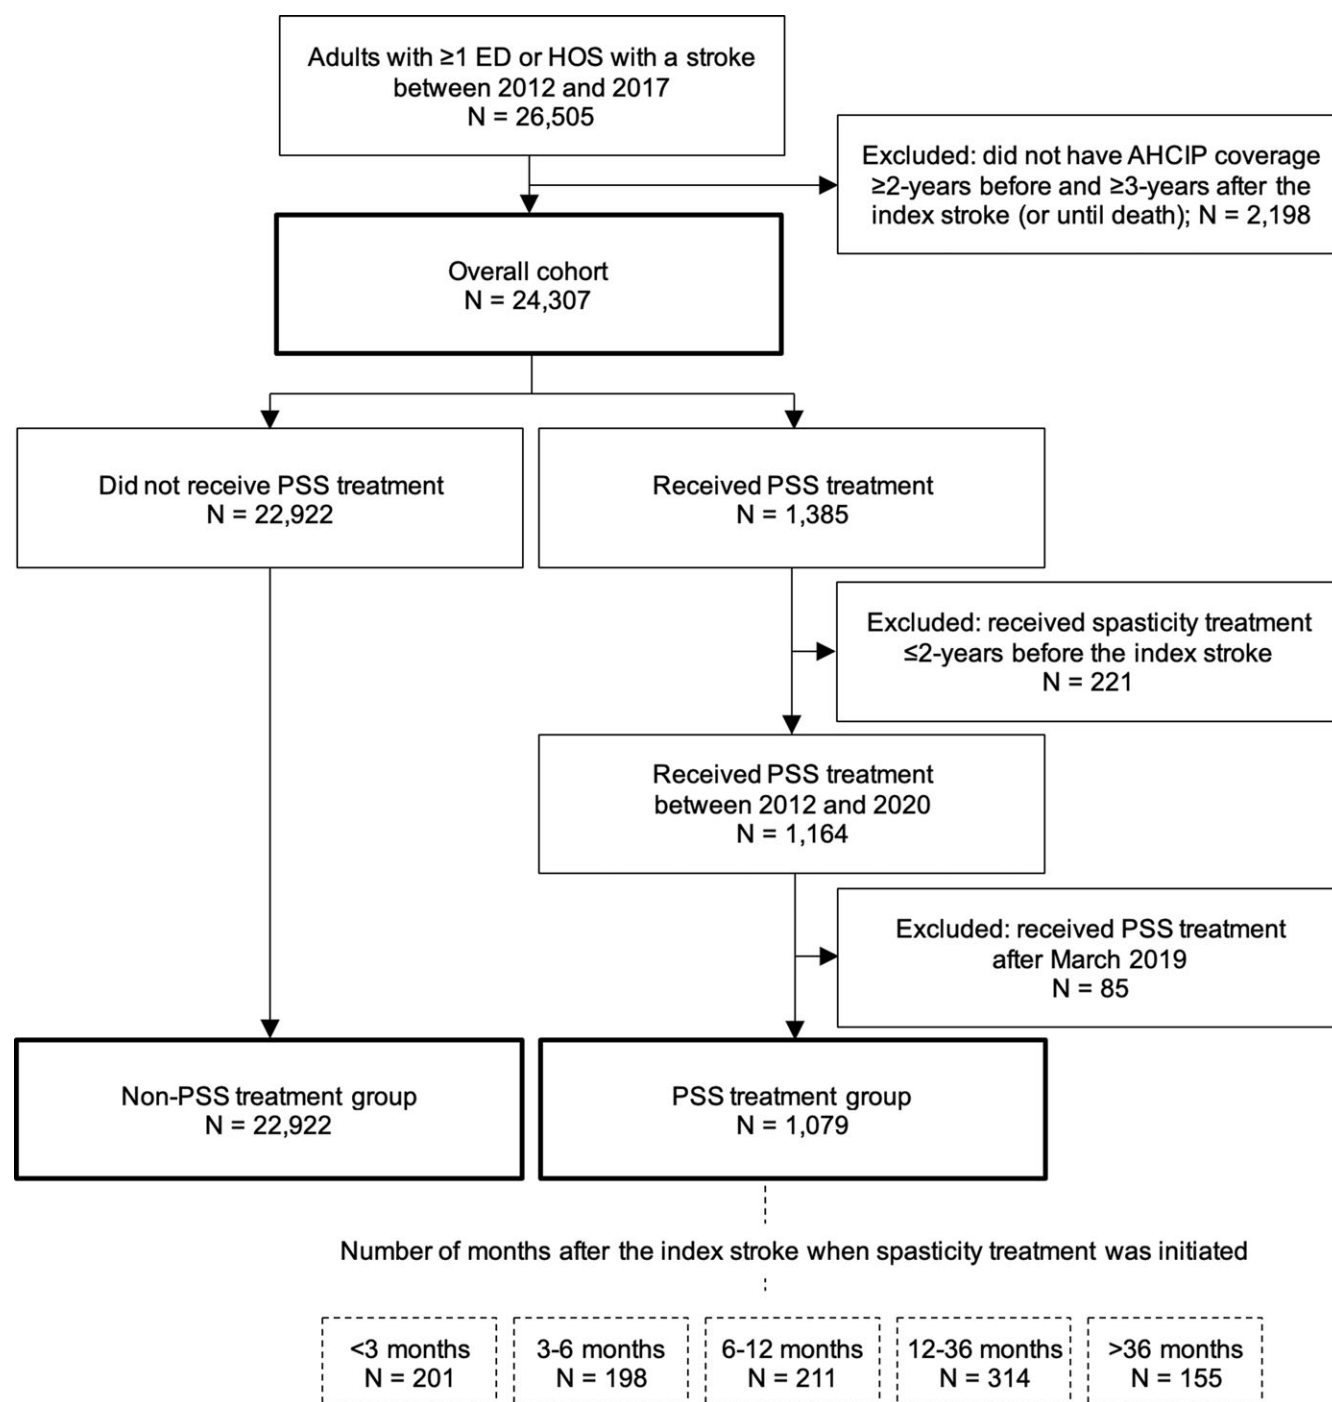 Adults with ≥1 ED or HOS with a stroke
between 2012 and 2017
N = 26,505
Excluded: did not have AHCIP coverage
≥2-years before and ≥3-years after the
index stroke (or until death); N = 2,198
Overall cohort
N = 24,307
Did not receive PSS treatment
N = 22,922
Received PSS treatment
N = 1,385
Excluded: received spasticity treatment
≤2-years before the index stroke
N = 221
Received PSS treatment
between 2012 and 2020
N = 1,164
Excluded: received PSS treatment
after March 2019
N = 85
Non-PSS treatment group
N = 22,922
PSS treatment group
N = 1,079
Number of months after the index stroke when spasticity treatment was initiated
<3 months
N = 201
3-6 months
N = 198
6-12 months
N = 211
12-36 months
N = 314
>36 months
N = 155